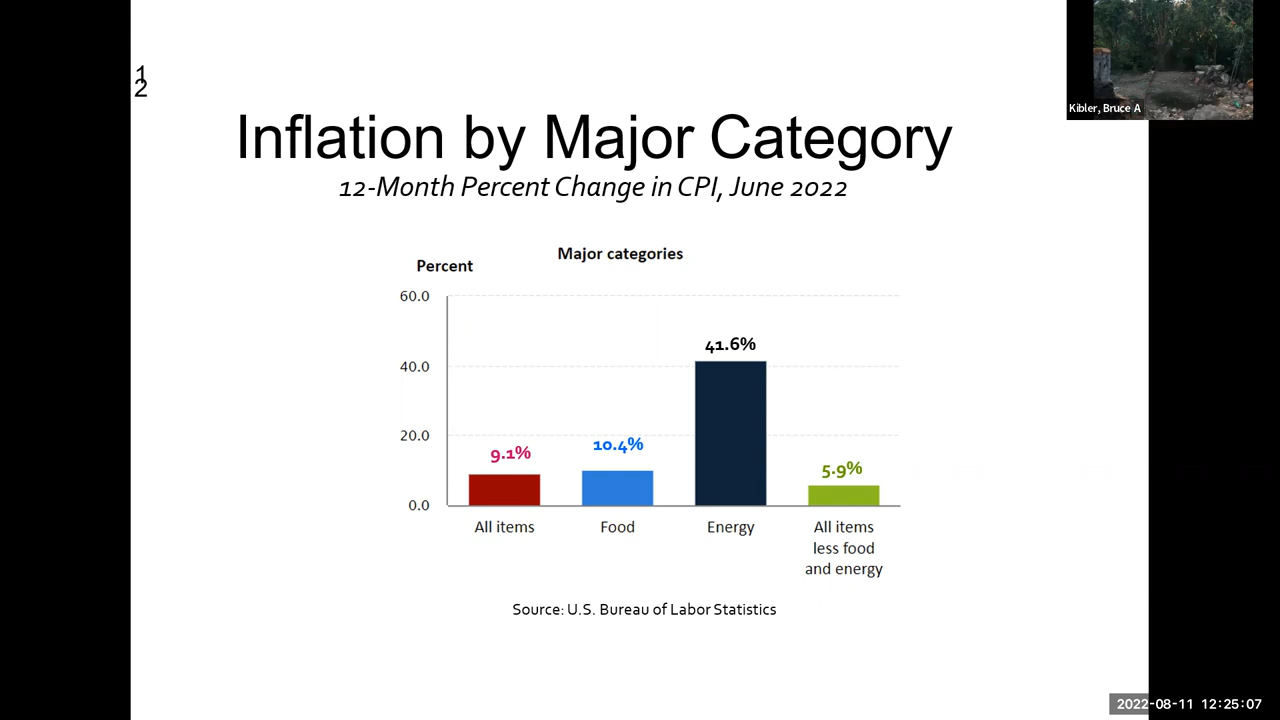 1
2
Kibler, Bruce A
Inflation by Major Category
12-Month Percent Change in CPI, June 2022
Major categories
Percent
60.0
40.0
20.0
0.0
9.1%
10.4%
41.6%
5.9%
All items
Food
Energy
All items
less food
and energy
Source: U.S. Bureau of Labor Statistics
2022-08-11 12:25:07